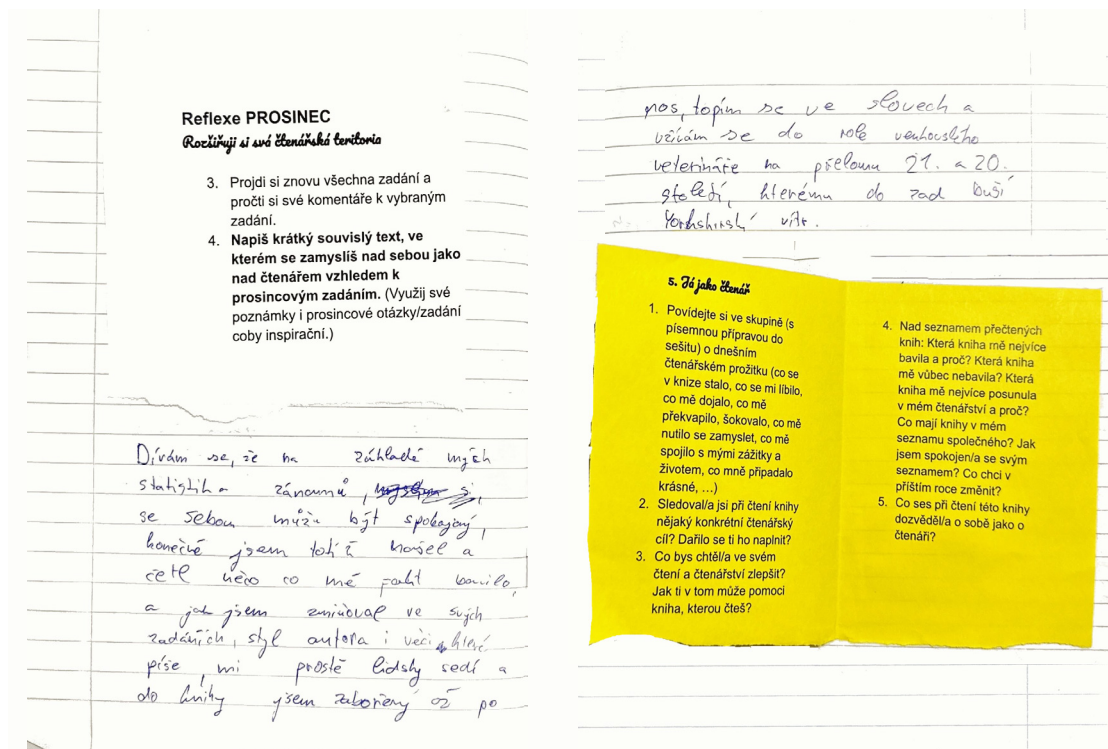 Reflexe PROSINEC
Rozšiřuji si svá čtenářská teritoria
3. Projdi si znovu všechna zadání a
pročti si své komentáře k vybraným
zadání.
4. Napiš krátký souvislý text, ve
kterém se zamyslíš nad sebou jako
nad čtenářem vzhledem k
prosincovým zadáním. (Využij své
poznámky i prosincové otázky/zadání
coby inspirační.)
Dívám se, že na základě mých
statistik a zánamů,
se sebou můžu být spokojený,
konečně jsem totiž našel a
četl něco co mě fakt bavilo,
a jak jsem zmiňoval ve svých
zadáních, styl autora i věci které
píše, mi prostě lidsky sedí a
do knihy jsem zabořený až po
nos, topím se ve slovech a
vžívám se do role venkovského
veterináře na přelomu 21. a 20.
století, kterému do zad buší
Yorkshirský vítr.
5. Já jako čtenář
1. Povídejte si ve skupině (s
písemnou přípravou do
sešitu) o dnešním
čtenářském prožitku (co se
v knize stalo, co se mi líbilo,
co mě dojalo, co mě
překvapilo, šokovalo, co mě
nutilo se zamyslet, co mě
spojilo s mými zážitky a
životem, co mně připadalo
krásné, ...)
2. Sledoval/a jsi při čtení knihy
nějaký konkrétní čtenářský
cíl? Dařilo se ti ho naplnit?
3. Co bys chtěl/a ve svém
čtení a čtenářství zlepšit?
Jak ti v tom může pomoci
kniha, kterou čteš?
4. Nad seznamem přečtených
knih: Která kniha mě nejvíce
bavila a proč? Která kniha
mě vůbec nebavila? Která
kniha mě nejvíce posunula
v mém čtenářství a proč?
Co mají knihy v mém
seznamu společného? Jak
jsem spokojen/a se svým
seznamem? Co chci v
příštím roce změnit?
5. Co ses při čtení této knihy
dozvěděl/a o sobě jako o
čtenáři?